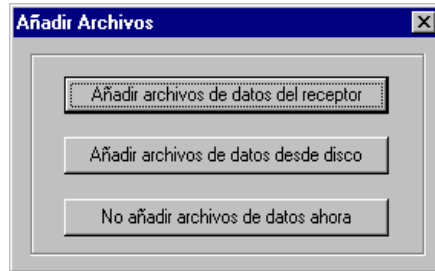 Añadir Archivos
Añadir archivos de datos del receptor
Añadir archivos de datos desde disco
No añadir archivos de datos ahora